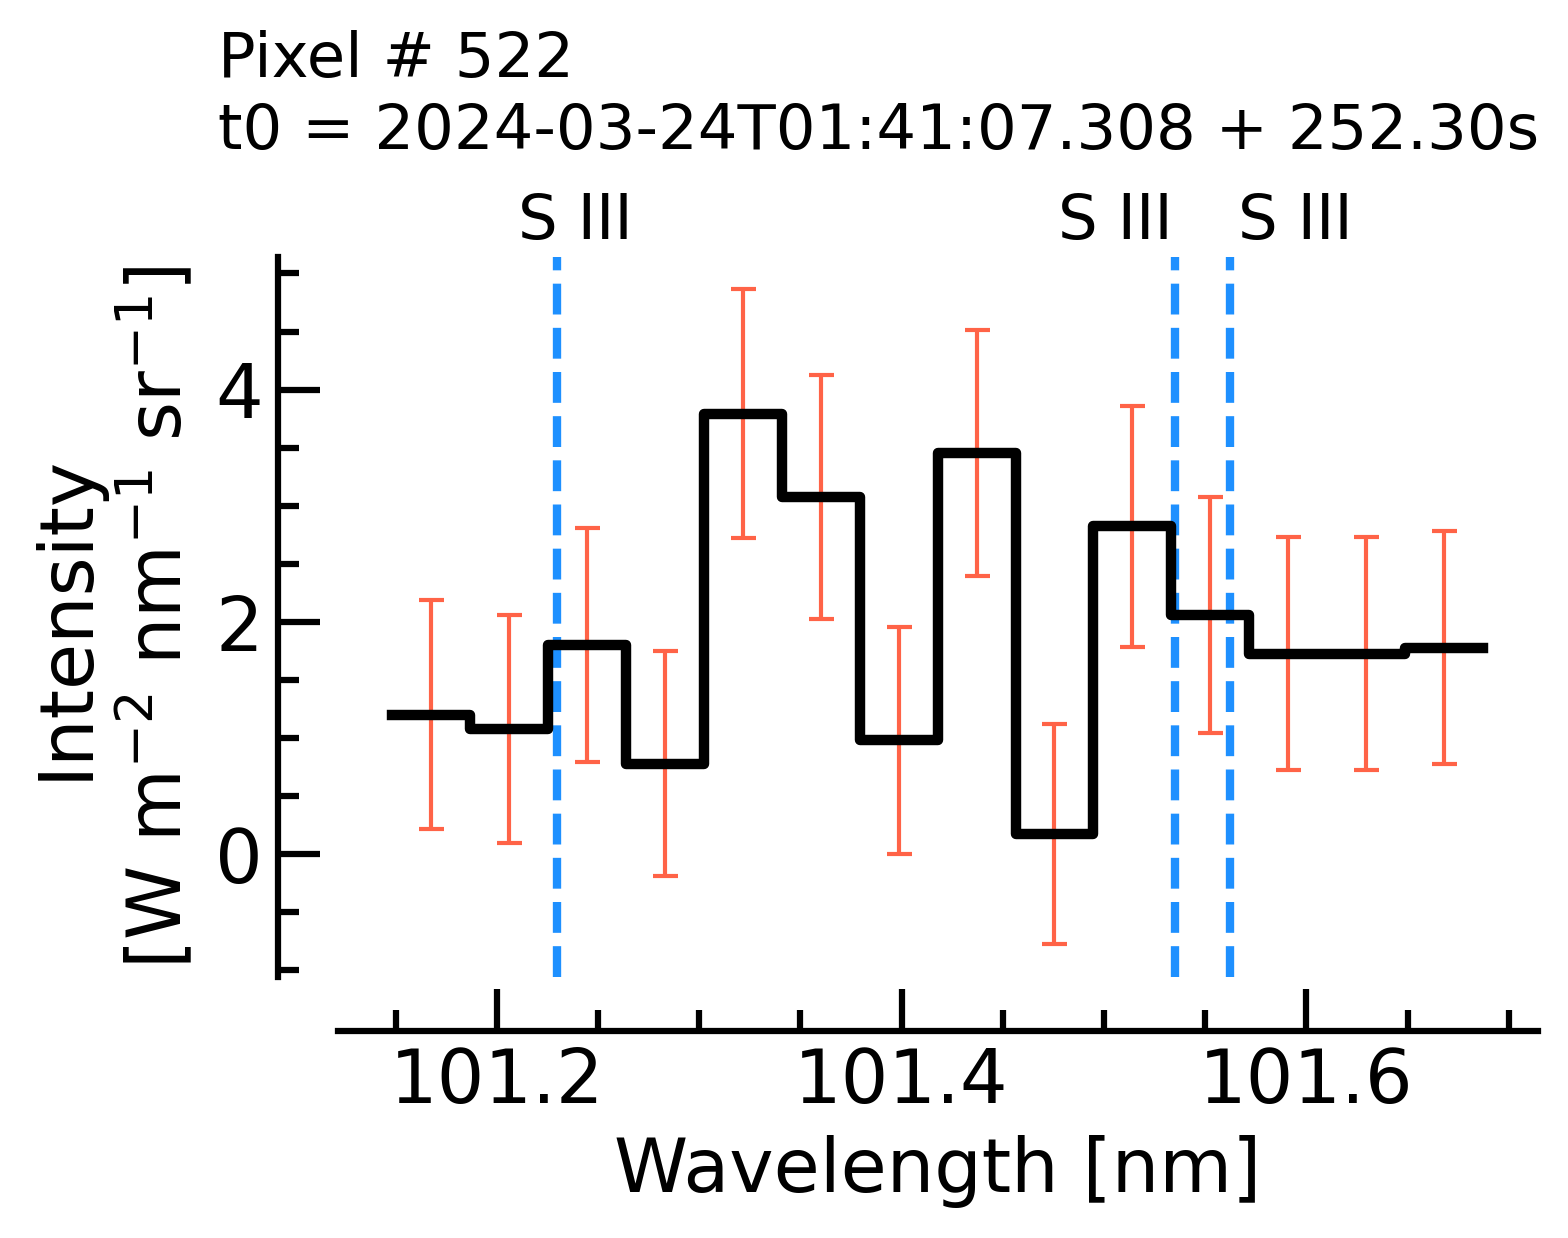 Pixel # 522
t0 = 2024-03-24T01:41:07.308 + 252.30s
S III S III S III
Intensity
[W m⁻² nm⁻¹ sr⁻¹]
4
2
0
101.2 101.4 101.6
Wavelength [nm]